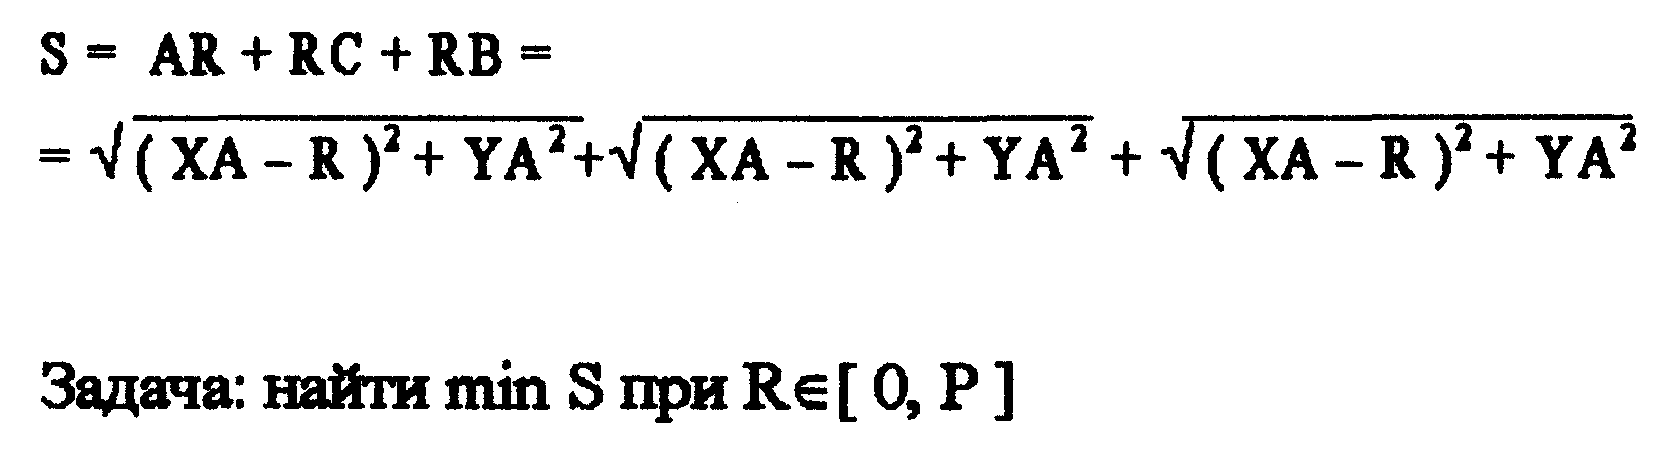 S = AR + RC + RB =
= √( XA – R )² + YA² + √( XA – R )² + YA² + √( XA – R )² + YA²
Задача: найти min S при R∈[ 0, P ]